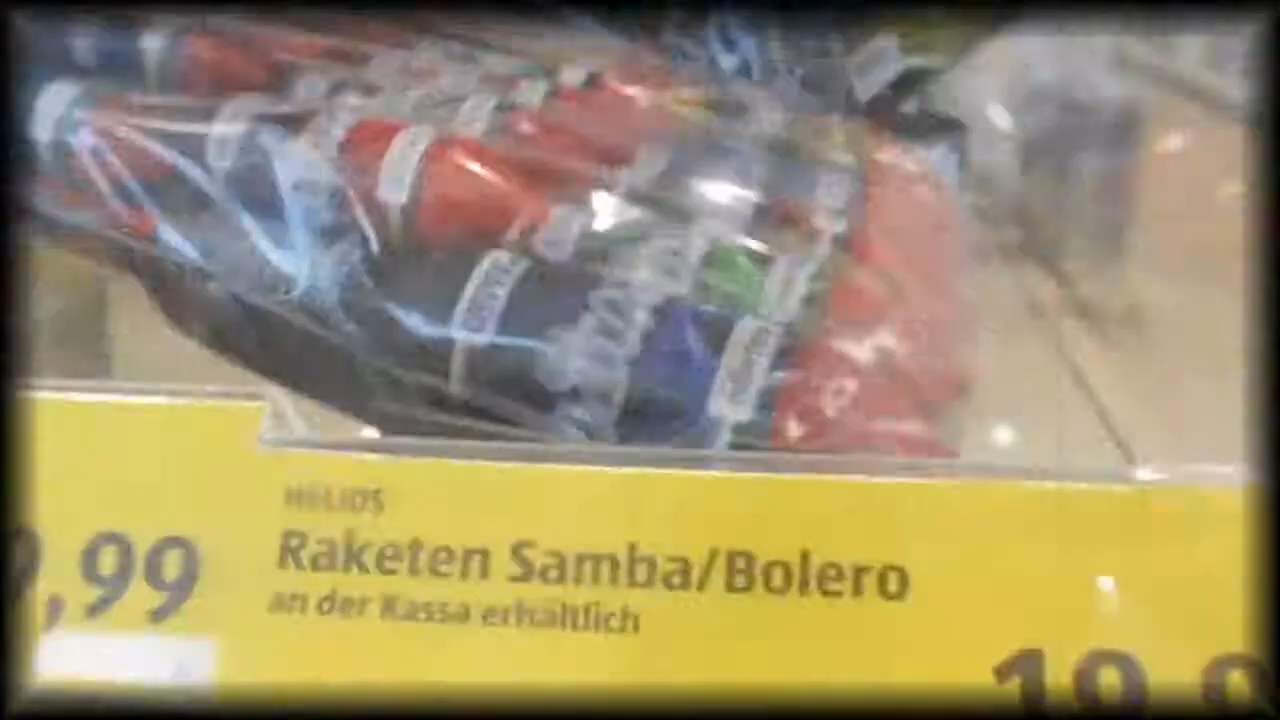 HELIOS
Raketen Samba/Bolero
an der Kassa erhältlich
,99